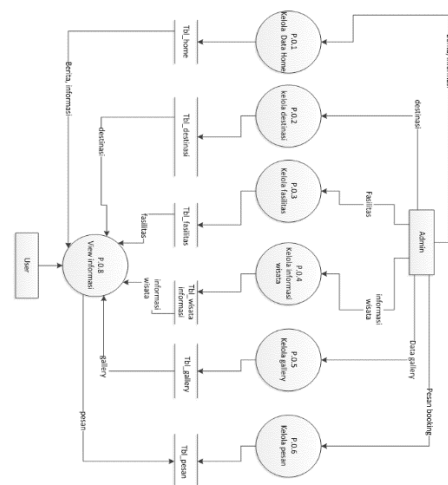 P.0.1
Kelola
Data Home
Tbl_home
Berita, informasi
P.0.2
kelola
destinasi
destinasi
Tbl_destinasi
destinasi
P.0.3
Kelola fasilitas
Fasilitas
Tbl_fasilitas
fasilitas
Admin
P.0.4
Kelola
informasi
wisata
informasi
wisata
Tbl_wisata
informasi
informasi
wisata
User
P.0.8
View informasi
P.0.5
Kelola
gallery
Data gallery
Tbl_gallery
gallery
P.0.6
Kelola
pesan
Pesan booking
Tbl_pesan
pesan